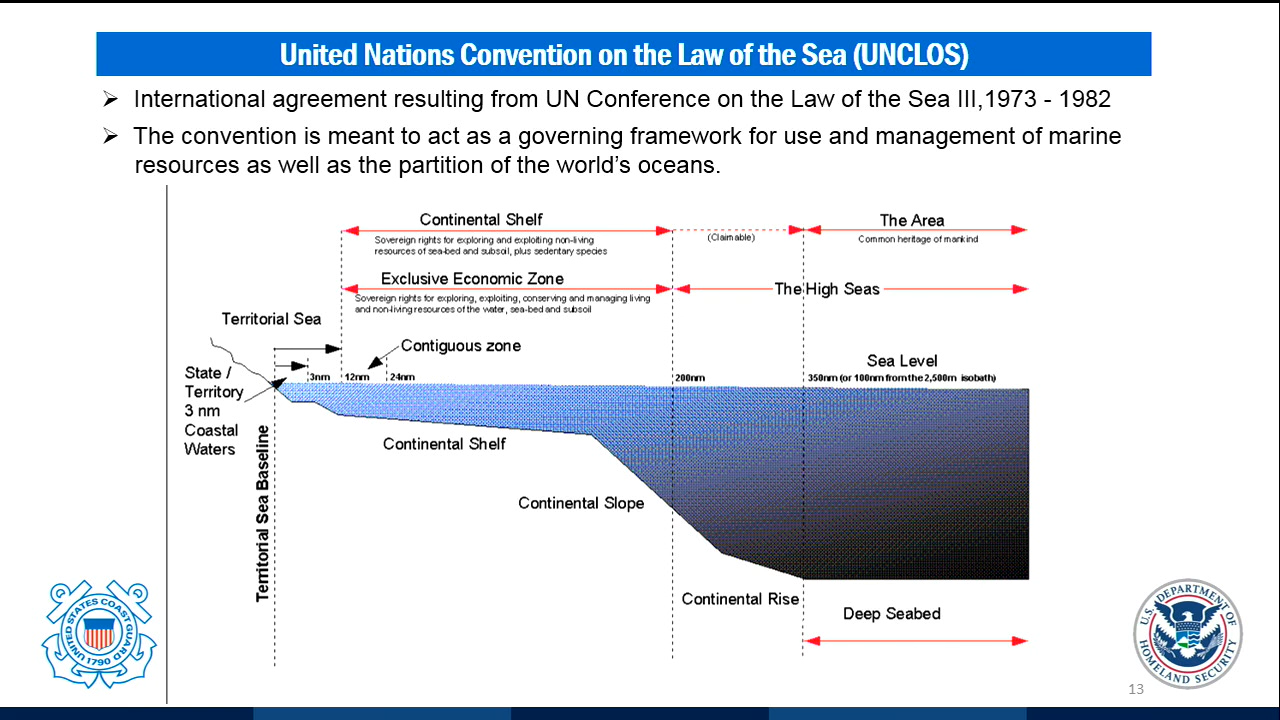 United Nations Convention on the Law of the Sea (UNCLOS)
➢ International agreement resulting from UN Conference on the Law of the Sea III,1973 - 1982
➢ The convention is meant to act as a governing framework for use and management of marine
resources as well as the partition of the world's oceans.
Continental Shelf
Sovereign rights for exploring and exploiting non-living
resources of sea-bed and subsoil, plus sedentary species
(Claimable)
The Area
Common heritage of mankind
Exclusive Economic Zone
Sovereign rights for exploring, exploiting, conserving and managing living
and non-living resources of the water, sea-bed and subsoil
The High Seas
Territorial Sea
Contiguous zone
State /
Territory
3 nm
Coastal
Waters
3nm
12nm
24nm
200nm
Sea Level
350nm (or 100nm from the 2,500m isobath)
Territorial Sea Baseline
Continental Shelf
Continental Slope
Continental Rise
Deep Seabed
UNITED STATES COAST GUARD
1790
U.S. DEPARTMENT OF
HOMELAND SECURITY
13